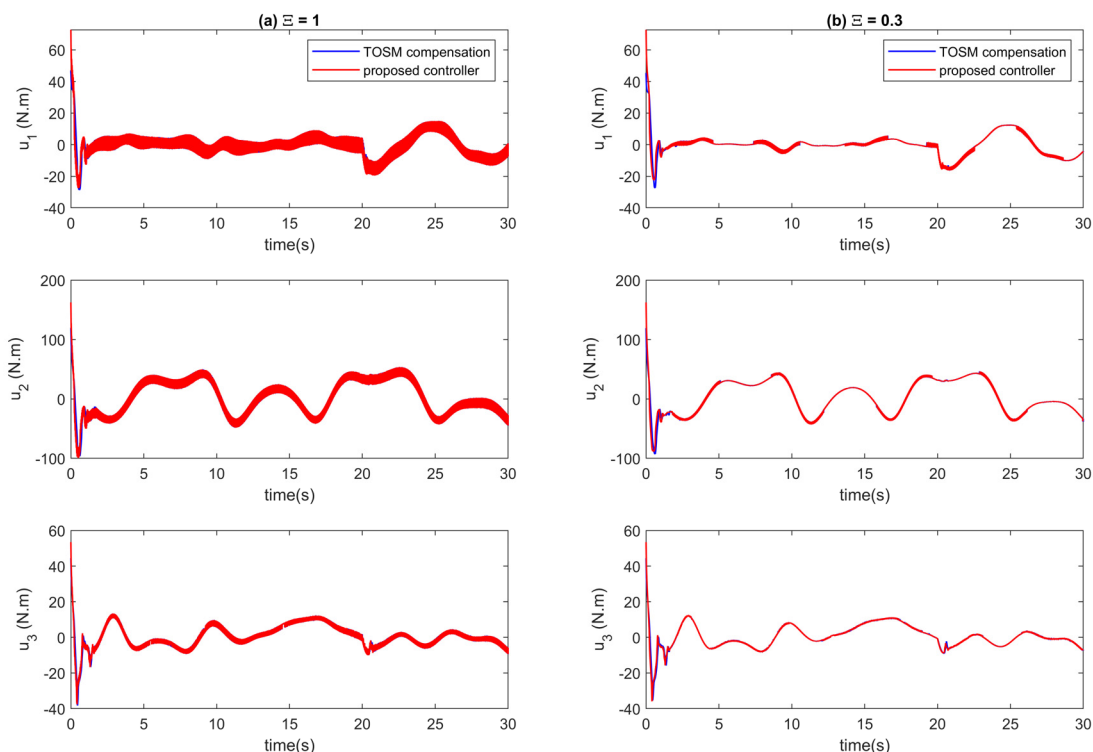 (a) Ξ = 1
60
40
20
0
-20
-40
u1 (N.m)
TOSM compensation
proposed controller
0 5 10 15 20 25 30
time(s)
(b) Ξ = 0.3
60
40
20
0
-20
-40
u1 (N.m)
TOSM compensation
proposed controller
0 5 10 15 20 25 30
time(s)
200
100
0
-100
u2 (N.m)
0 5 10 15 20 25 30
time(s)
200
100
0
-100
u2 (N.m)
0 5 10 15 20 25 30
time(s)
60
40
20
0
-20
-40
u3 (N.m)
0 5 10 15 20 25 30
time(s)
60
40
20
0
-20
-40
u3 (N.m)
0 5 10 15 20 25 30
time(s)